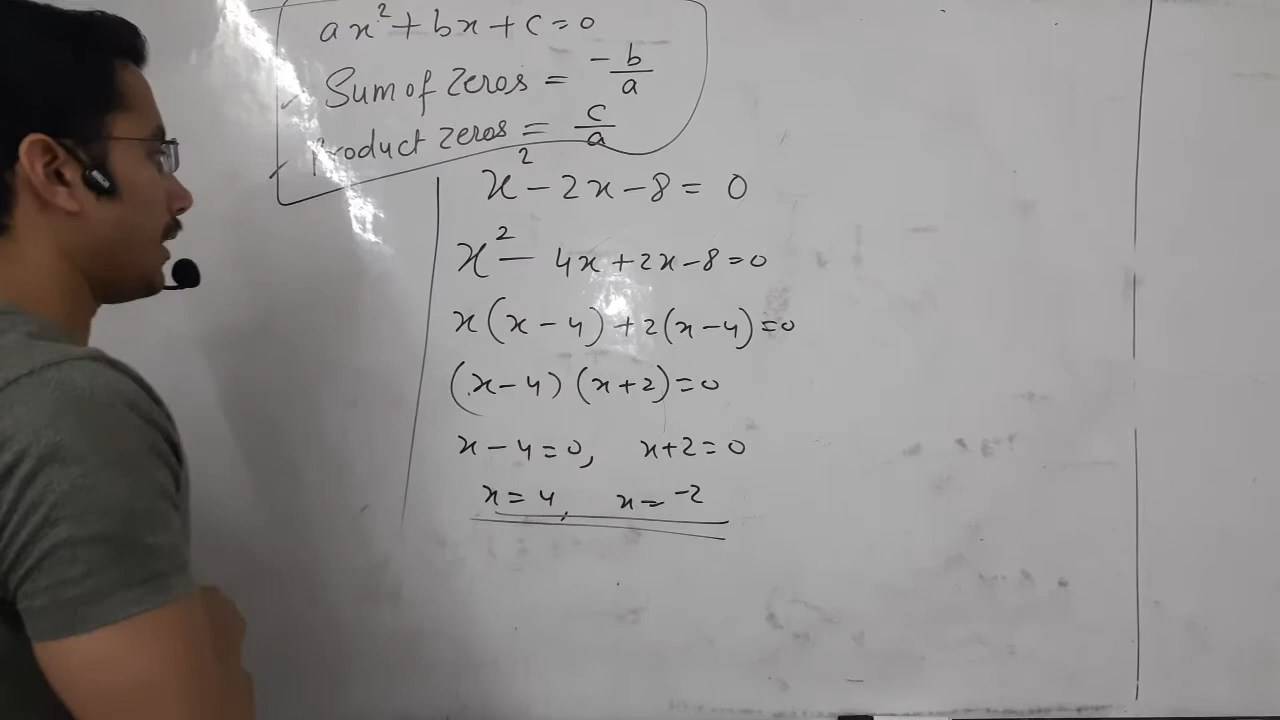 ax²+bx+c=0
Sum of zeros = -b/a
Product zeros = c/a
x²-2x-8=0
x²-4x+2x-8=0
x(x-4)+2(x-4)=0
(x-4)(x+2)=0
x-4=0, x+2=0
x=4, x=-2